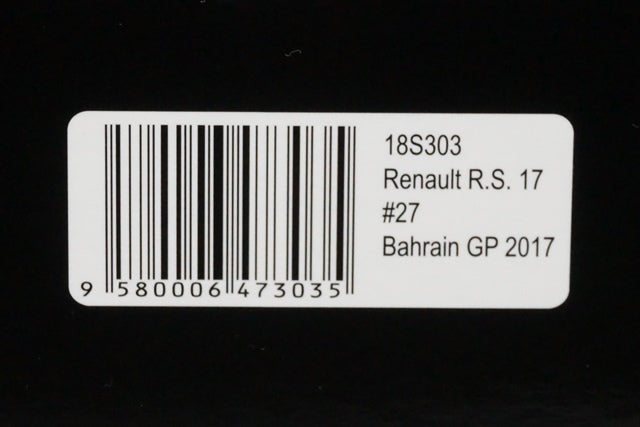 18S303
Renault R.S. 17
#27
Bahrain GP 2017
9 580006 473035